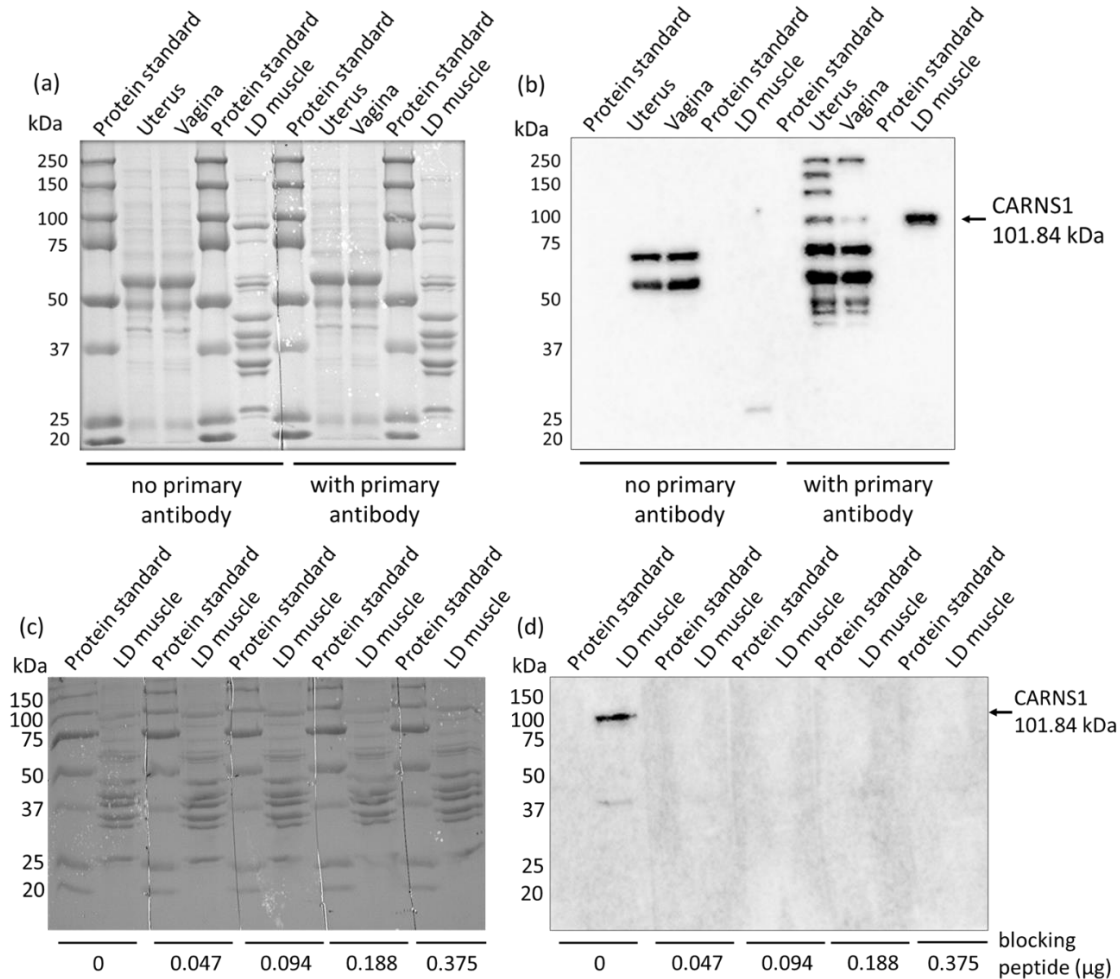 (a)
kDa
Protein standard
Uterus
Vagina
Protein standard
LD muscle
Protein standard
Uterus
Vagina
Protein standard
LD muscle
250
150
100
75
50
37
25
20
no primary
antibody
with primary
antibody
(b)
kDa
Protein standard
Uterus
Vagina
Protein standard
LD muscle
Protein standard
Uterus
Vagina
Protein standard
LD muscle
250
150
100
75
50
37
25
20
CARNS1
101.84 kDa
no primary
antibody
with primary
antibody
(c)
kDa
Protein standard
LD muscle
Protein standard
LD muscle
Protein standard
LD muscle
Protein standard
LD muscle
Protein standard
LD muscle
150
100
75
50
37
25
20
0
0.047
0.094
0.188
0.375
(d)
kDa
Protein standard
LD muscle
Protein standard
LD muscle
Protein standard
LD muscle
Protein standard
LD muscle
Protein standard
LD muscle
150
100
75
50
37
25
20
CARNS1
101.84 kDa
0
0.047
0.094
0.188
0.375
blocking
peptide (μg)